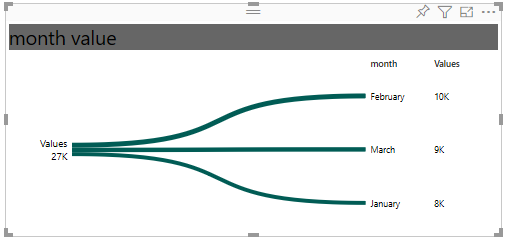 month value
month Values
February 10K
Values
27K
March 9K
January 8K